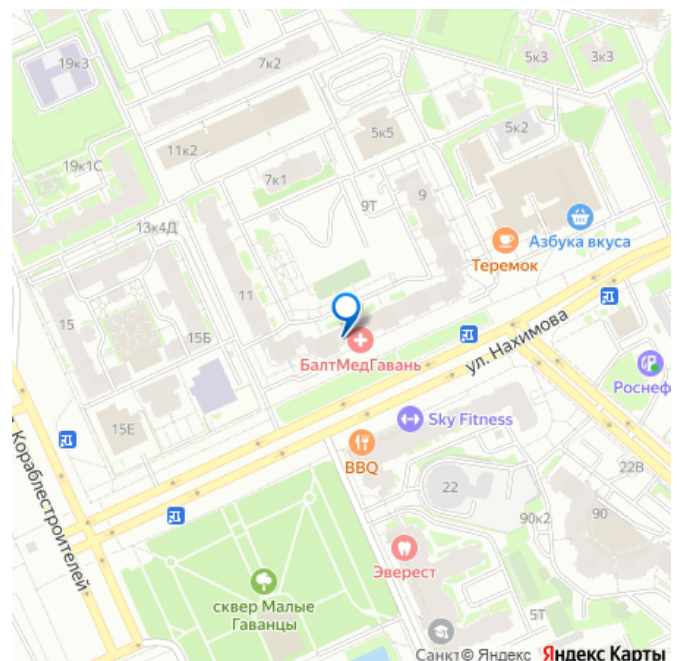 19к3
7к2
5к3
3к3
5к5
5к2
11к2
19к1С
7к1
9
9Т
13к4Д
Азбука вкуса
Теремок
11
15
15Б
БалтМедГавань
ул. Нахимова
Роснеф
15Е
Sky Fitness
BBQ
Кораблестроителей
22В
22
90
90к2
Эверест
сквер Малые
Гаванцы
5Т
Санкт© Яндекс Яндекс Карты